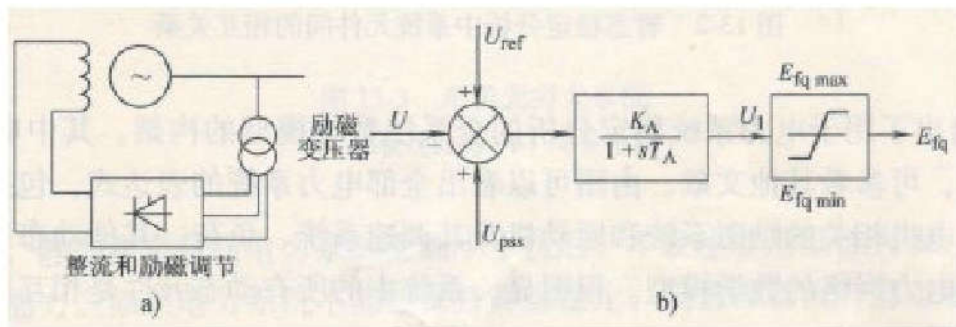 U_ref
E_fq max
励磁
变压器
U
+
-
K_A
1+sT_A
U_1
E_fq
+
U_pss
E_fq min
~
整流和励磁调节
a)
b)